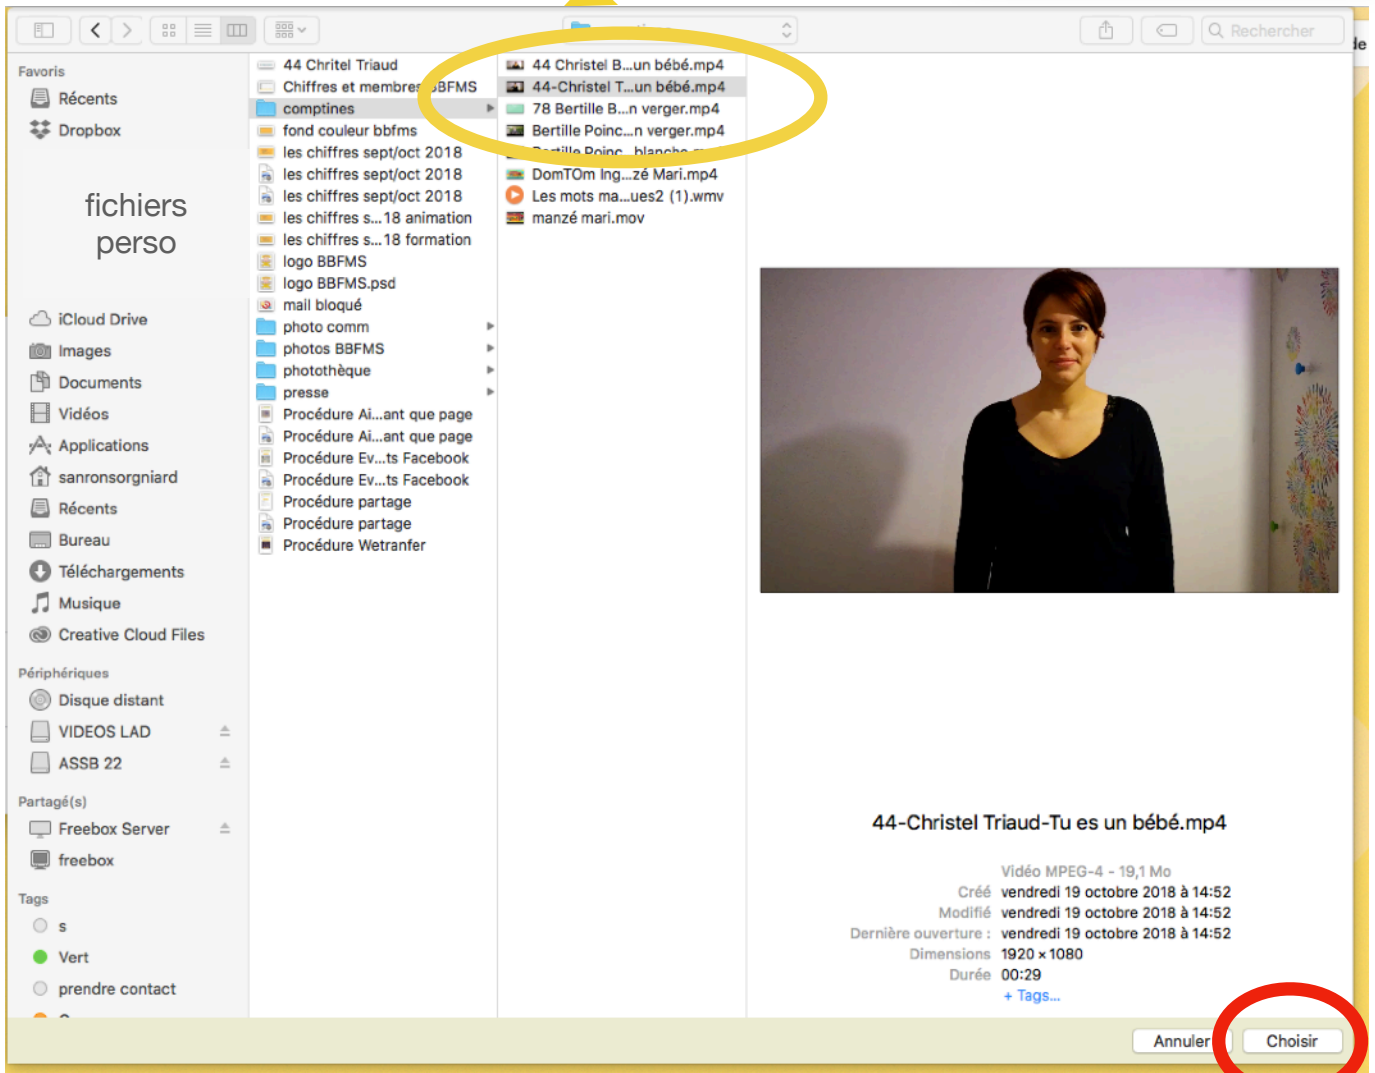 Rechercher
de
Favoris
Récents
Dropbox
fichiers
perso
iCloud Drive
Images
Documents
Vidéos
Applications
sanronsorgniard
Récents
Bureau
Téléchargements
Musique
Creative Cloud Files
Périphériques
Disque distant
VIDEOS LAD
ASSB 22
Partagé(s)
Freebox Server
freebox
Tags
s
Vert
prendre contact
44 Chritel Triaud
Chiffres et membres BBFMS
comptines
fond couleur bbfms
les chiffres sept/oct 2018
les chiffres sept/oct 2018
les chiffres sept/oct 2018
les chiffres s...18 animation
les chiffres s...18 formation
logo BBFMS
logo BBFMS.psd
mail bloqué
photo comm
photos BBFMS
photothèque
presse
Procédure Ai...ant que page
Procédure Ai...ant que page
Procédure Ev...ts Facebook
Procédure Ev...ts Facebook
Procédure partage
Procédure partage
Procédure Wetranfer
44 Christel B...un bébé.mp4
44-Christel T...un bébé.mp4
78 Bertille B...n verger.mp4
Bertille Poinc...n verger.mp4
Bertille Poinc...blanche
DomTOm Ing...zé Mari.mp4
Les mots ma...ues2 (1).wmv
manzé mari.mov
44-Christel Triaud-Tu es un bébé.mp4
Vidéo MPEG-4 - 19,1 Mo
Créé vendredi 19 octobre 2018 à 14:52
Modifié vendredi 19 octobre 2018 à 14:52
Dernière ouverture : vendredi 19 octobre 2018 à 14:52
Dimensions 1920 × 1080
Durée 00:29
+ Tags...
Annuler
Choisir